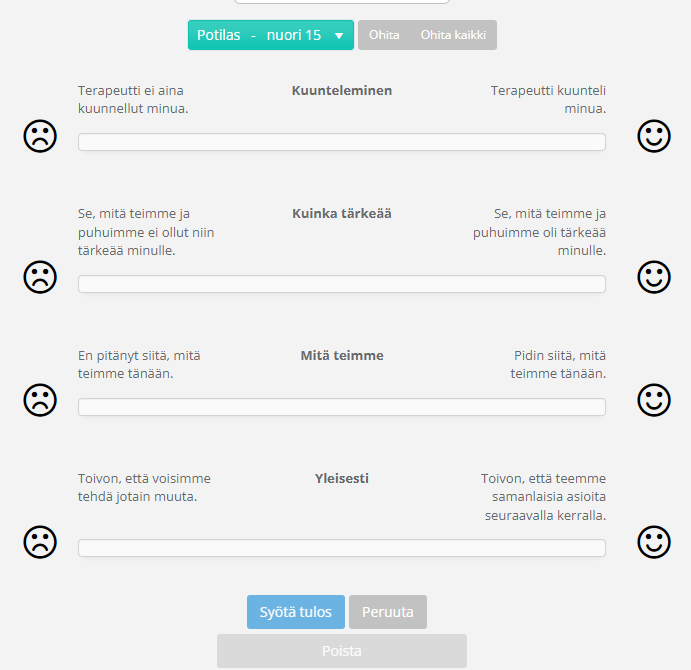 Potilas - nuori 15
Ohita
Ohita kaikki
Terapeutti ei aina
kuunnellut minua.
Kuunteleminen
Terapeutti kuunteli
minua.
Se, mitä teimme ja
puhuimme ei ollut niin
tärkeää minulle.
Kuinka tärkeää
Se, mitä teimme ja
puhuimme oli tärkeää
minulle.
En pitänyt siitä, mitä
teimme tänään.
Mitä teimme
Pidin siitä, mitä
teimme tänään.
Toivon, että voisimme
tehdä jotain muuta.
Yleisesti
Toivon, että teemme
samanlaisia asioita
seuraavalla kerralla.
Syötä tulos
Peruuta
Poista